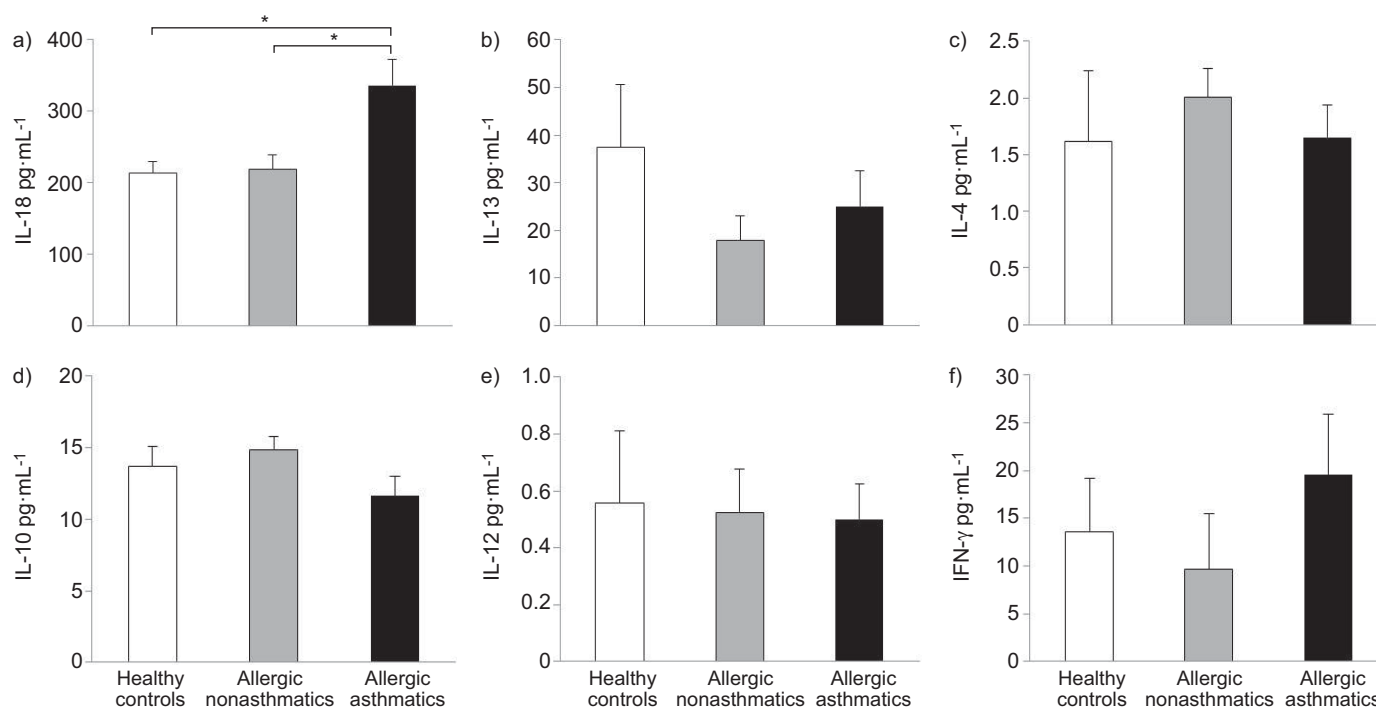 a)
*
*
IL-18 pg·mL⁻¹
400
300
200
100
0
b)
IL-13 pg·mL⁻¹
60
50
40
30
20
10
0
c)
IL-4 pg·mL⁻¹
2.5
2.0
1.5
1.0
0.5
0
d)
IL-10 pg·mL⁻¹
20
15
10
5
0
Healthy
controls
Allergic
nonasthmatics
Allergic
asthmatics
e)
IL-12 pg·mL⁻¹
1.0
0.8
0.6
0.4
0.2
0
Healthy
controls
Allergic
nonasthmatics
Allergic
asthmatics
f)
IFN-γ pg·mL⁻¹
30
25
20
15
10
5
0
Healthy
controls
Allergic
nonasthmatics
Allergic
asthmatics